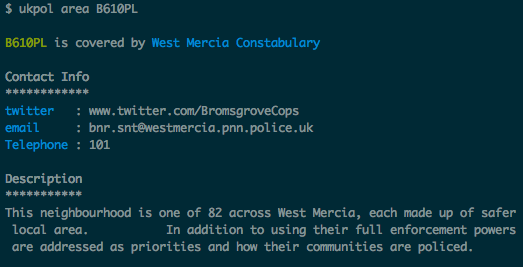 $ ukpol area B610PL
B610PL is covered by West Mercia Constabulary
Contact Info
************
twitter : www.twitter.com/BromsgroveCops
email : bnr.snt@westmercia.pnn.police.uk
Telephone : 101
Description
***********
This neighbourhood is one of 82 across West Mercia, each made up of safer
local area. In addition to using their full enforcement powers
are addressed as priorities and how their communities are policed.